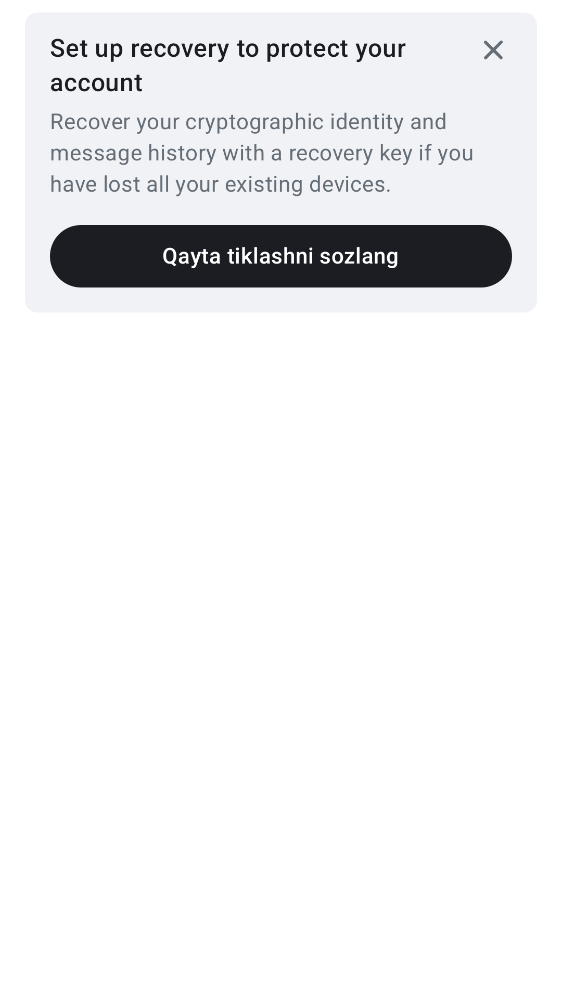 Set up recovery to protect your
account
Recover your cryptographic identity and
message history with a recovery key if you
have lost all your existing devices.
Qayta tiklashni sozlang